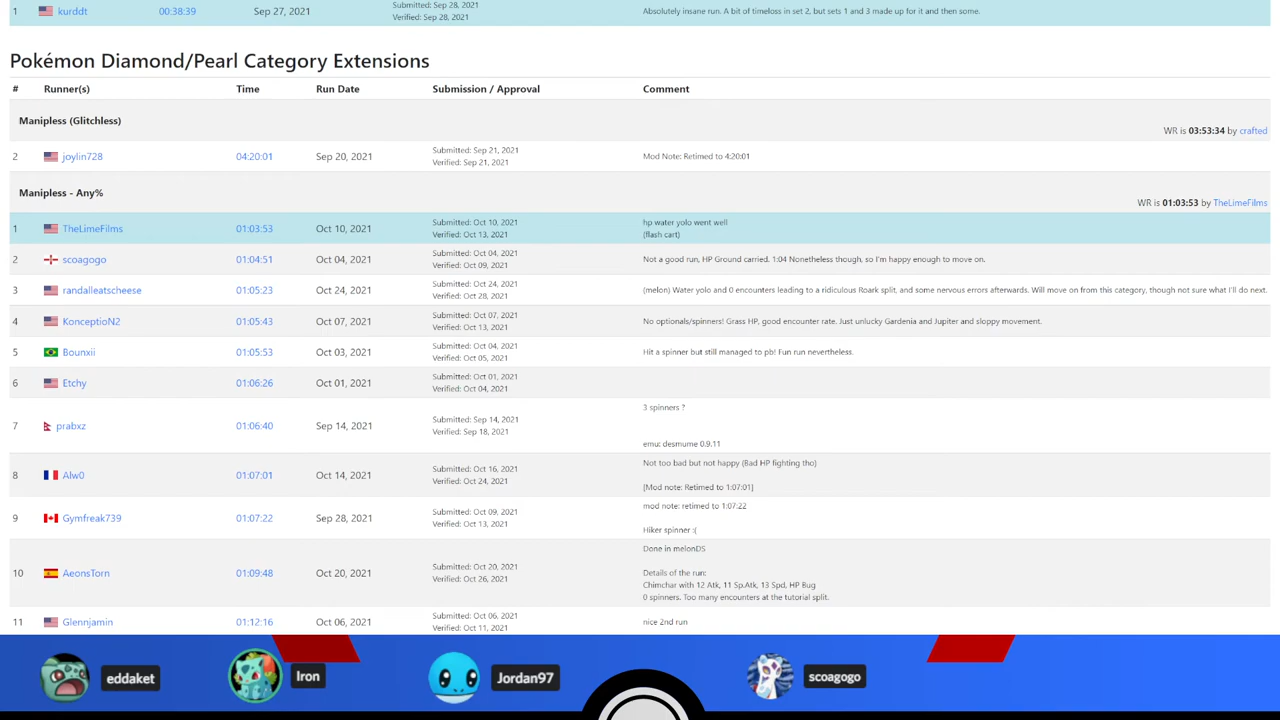 1 kurddt 00:38:39 Sep 27, 2021 Submitted: Sep 28, 2021 Absolutely insane run. A bit of timeloss in set 2, but sets 1 and 3 made up for it and then some.
Verified: Sep 28, 2021
Pokémon Diamond/Pearl Category Extensions
# Runner(s) Time Run Date Submission / Approval Comment
Manipless (Glitchless)
WR is 03:53:34 by crafted
2 joylin728 04:20:01 Sep 20, 2021 Submitted: Sep 21, 2021 Mod Note: Retimed to 4:20:01
Verified: Sep 21, 2021
Manipless - Any%
WR is 01:03:53 by TheLimeFilms
1 TheLimeFilms 01:03:53 Oct 10, 2021 Submitted: Oct 10, 2021 hp water yolo went well
Verified: Oct 13, 2021 (flash cart)
2 scoagogo 01:04:51 Oct 04, 2021 Submitted: Oct 04, 2021 Not a good run, HP Ground carried. 1:04 Nonetheless though, so I'm happy enough to move on.
Verified: Oct 09, 2021
3 randalleatscheese 01:05:23 Oct 24, 2021 Submitted: Oct 24, 2021 (melon) Water yolo and 0 encounters leading to a ridiculous Roark split, and some nervous errors afterwards. Will move on from this category, though not sure what I'll do next.
Verified: Oct 28, 2021
4 KonceptioN2 01:05:43 Oct 07, 2021 Submitted: Oct 07, 2021 No optionals/spinners! Grass HP, good encounter rate. Just unlucky Gardenia and Jupiter and sloppy movement.
Verified: Oct 13, 2021
5 Bounxii 01:05:53 Oct 03, 2021 Submitted: Oct 04, 2021 Hit a spinner but still managed to pb! Fun run nevertheless.
Verified: Oct 05, 2021
6 Etchy 01:06:26 Oct 01, 2021 Submitted: Oct 01, 2021
Verified: Oct 04, 2021
7 prabxz 01:06:40 Sep 14, 2021 Submitted: Sep 14, 2021 3 spinners ?
Verified: Sep 18, 2021
emu: desmume 0.9.11
8 Alw0 01:07:01 Oct 14, 2021 Submitted: Oct 16, 2021 Not too bad but not happy (Bad HP fighting tho)
Verified: Oct 24, 2021 [Mod note: Retimed to 1:07:01]
9 Gymfreak739 01:07:22 Sep 28, 2021 Submitted: Oct 09, 2021 mod note: retimed to 1:07:22
Verified: Oct 13, 2021 Hiker spinner :(
10 AeonsTorn 01:09:48 Oct 20, 2021 Submitted: Oct 20, 2021 Done in melonDS
Verified: Oct 26, 2021 Details of the run:
Chimchar with 12 Atk, 11 Sp.Atk, 13 Spd, HP Bug
0 spinners. Too many encounters at the tutorial split.
11 Glennjamin 01:12:16 Oct 06, 2021 Submitted: Oct 06, 2021 nice 2nd run
Verified: Oct 11, 2021
eddaket Iron Jordan97 scoagogo